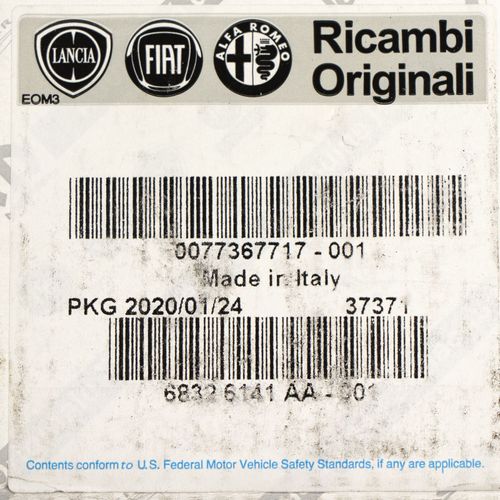 LANCIA
FIAT
ALFA ROMEO
Ricambi
Originali
EOM3
0077367717 - 001
Made in Italy
PKG 2020/01/24 37371
6832 6141 AA - 001
Contents conform to U.S. Federal Motor Vehicle Safety Standards, if any are applicable.